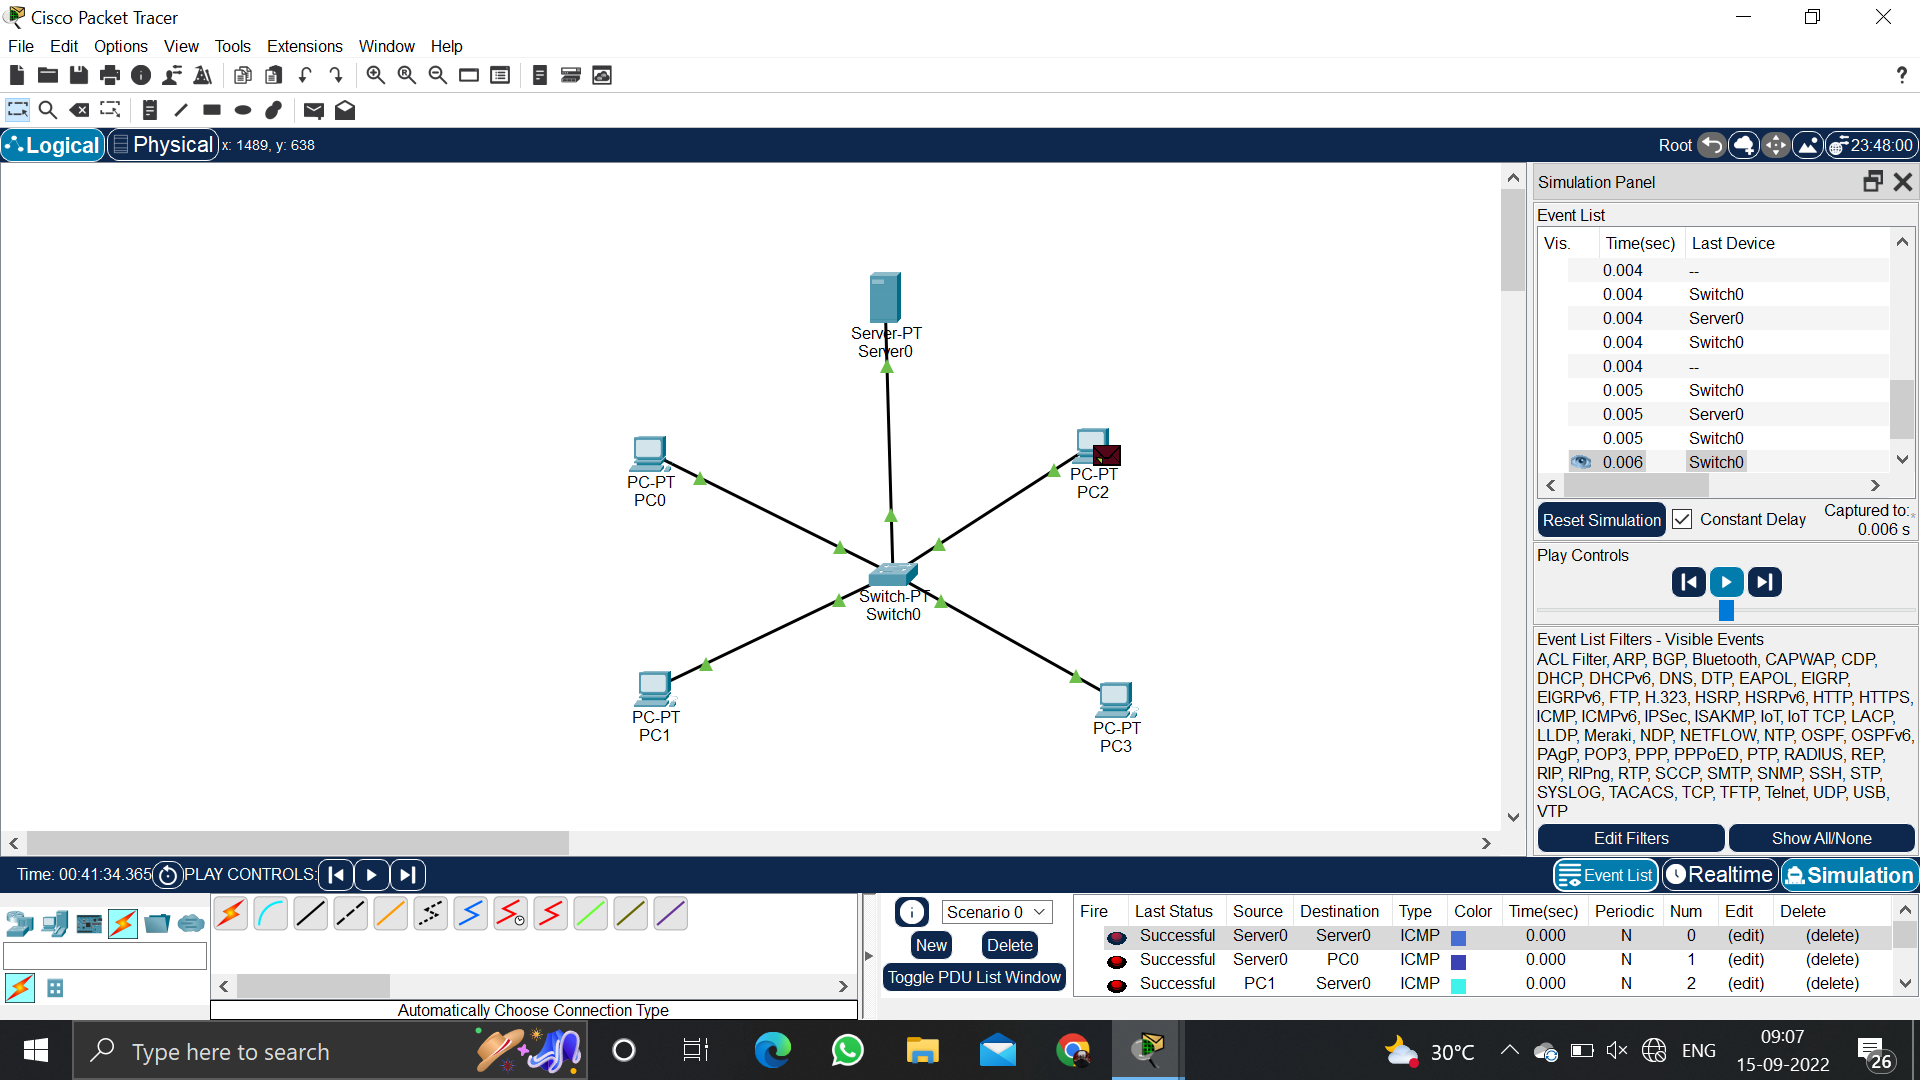 Cisco Packet Tracer
File Edit Options View Tools Extensions Window Help
?
Logical Physical x: 1489, y: 638 Root 23:48:00
Simulation Panel
Event List
Vis. Time(sec) Last Device
0.004 --
0.004 Switch0
0.004 Server0
0.004 Switch0
0.004 --
0.005 Switch0
0.005 Server0
0.005 Switch0
0.006 Switch0
Reset Simulation Constant Delay Captured to:
0.006 s
Play Controls
Event List Filters - Visible Events
ACL Filter, ARP, BGP, Bluetooth, CAPWAP, CDP,
DHCP, DHCPv6, DNS, DTP, EAPOL, EIGRP,
EIGRPv6, FTP, H.323, HSRP, HSRPv6, HTTP, HTTPS,
ICMP, ICMPv6, IPSec, ISAKMP, IoT, IoT TCP, LACP,
LLDP, Meraki, NDP, NETFLOW, NTP, OSPF, OSPFv6,
PAgP, POP3, PPP, PPPoED, PTP, RADIUS, REP,
RIP, RIPng, RTP, SCCP, SMTP, SNMP, SSH, STP,
SYSLOG, TACACS, TCP, TFTP, Telnet, UDP, USB,
VTP
Edit Filters Show All/None
Server-PT
Server0
PC-PT
PC0
PC-PT
PC2
Switch-PT
Switch0
PC-PT
PC1
PC-PT
PC3
Time: 00:41:34.365 PLAY CONTROLS: Event List Realtime Simulation
Automatically Choose Connection Type
Scenario 0
New Delete
Toggle PDU List Window
Fire Last Status Source Destination Type Color Time(sec) Periodic Num Edit Delete
Successful Server0 Server0 ICMP 0.000 N 0 (edit) (delete)
Successful Server0 PC0 ICMP 0.000 N 1 (edit) (delete)
Successful PC1 Server0 ICMP 0.000 N 2 (edit) (delete)
Type here to search
30°C ENG
09:07
15-09-2022
26